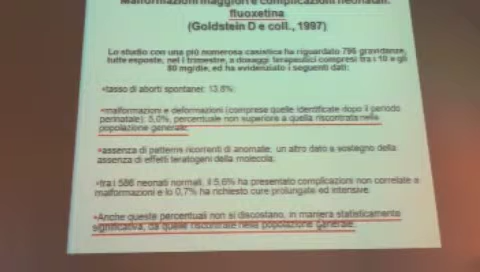 Malformazioni maggiori e complicazioni neonatali:
fluoxetina
(Goldstein D e coll., 1997)
Lo studio con una più numerosa casistica ha riguardato 796 gravidanze,
tutte esposte, nel I trimestre, a dosaggi terapeutici compresi tra i 10 e gli
80 mg/die, ed ha evidenziato i seguenti dati:
•tasso di aborti spontanei: 13,8%;
•malformazioni e deformazioni (comprese quelle identificate dopo il periodo
perinatale): 5,0%, percentuale non superiore a quella riscontrata nella
popolazione generale;
•assenza di patterns ricorrenti di anomalie, un altro dato a sostegno della
assenza di effetti teratogeni della molecola;
•tra i 586 neonati normali, il 5,6% ha presentato complicazioni non correlate a
malformazioni e lo 0,7% ha richiesto cure prolungate ed intensive.
•Anche queste percentuali non si discostano, in maniera statisticamente
significativa, da quelle riscontrate nella popolazione generale.